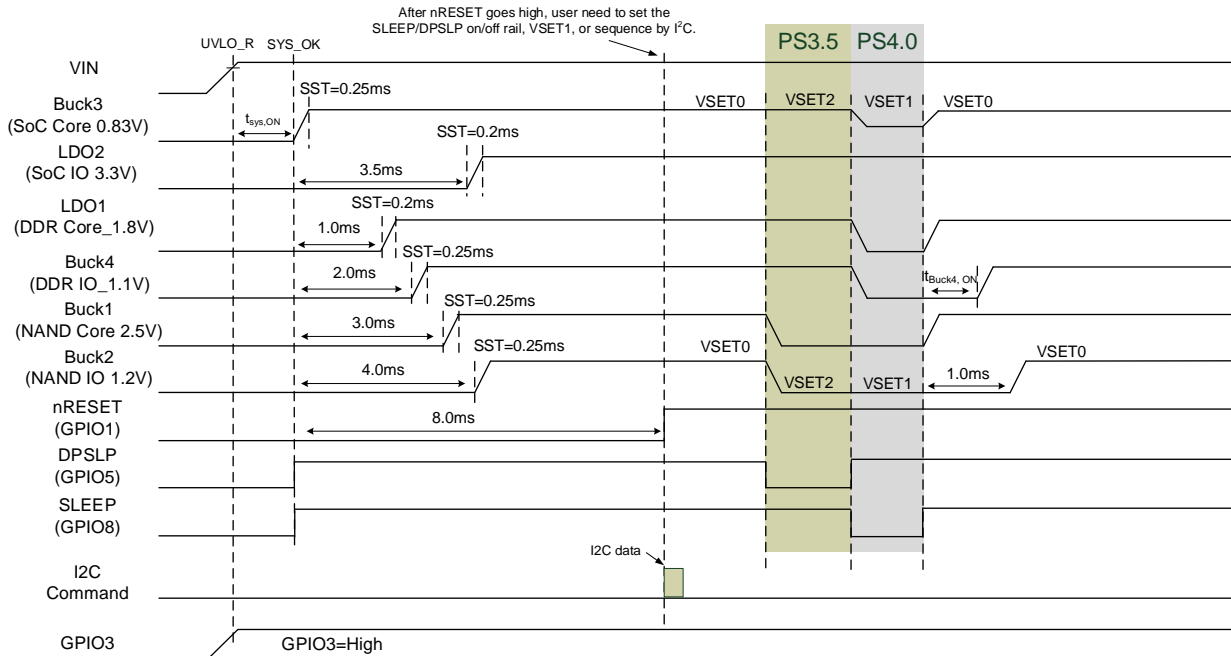 After nRESET goes high, user need to set the
SLEEP/DPSLP on/off rail, VSET1, or sequence by I²C.
UVLO_R SYS_OK
PS3.5 PS4.0
VIN
Buck3
(SoC Core 0.83V)
tsys,ON
SST=0.25ms
VSET0 VSET2 VSET1 VSET0
LDO2
(SoC IO 3.3V)
3.5ms
SST=0.2ms
LDO1
(DDR Core_1.8V)
1.0ms
SST=0.2ms
Buck4
(DDR IO_1.1V)
2.0ms
SST=0.25ms
tBuck4, ON
Buck1
(NAND Core 2.5V)
3.0ms
SST=0.25ms
Buck2
(NAND IO 1.2V)
4.0ms
SST=0.25ms
VSET0 VSET2 VSET1 1.0ms VSET0
nRESET
(GPIO1)
8.0ms
DPSLP
(GPIO5)
SLEEP
(GPIO8)
I2C data
I2C
Command
GPIO3
GPIO3=High